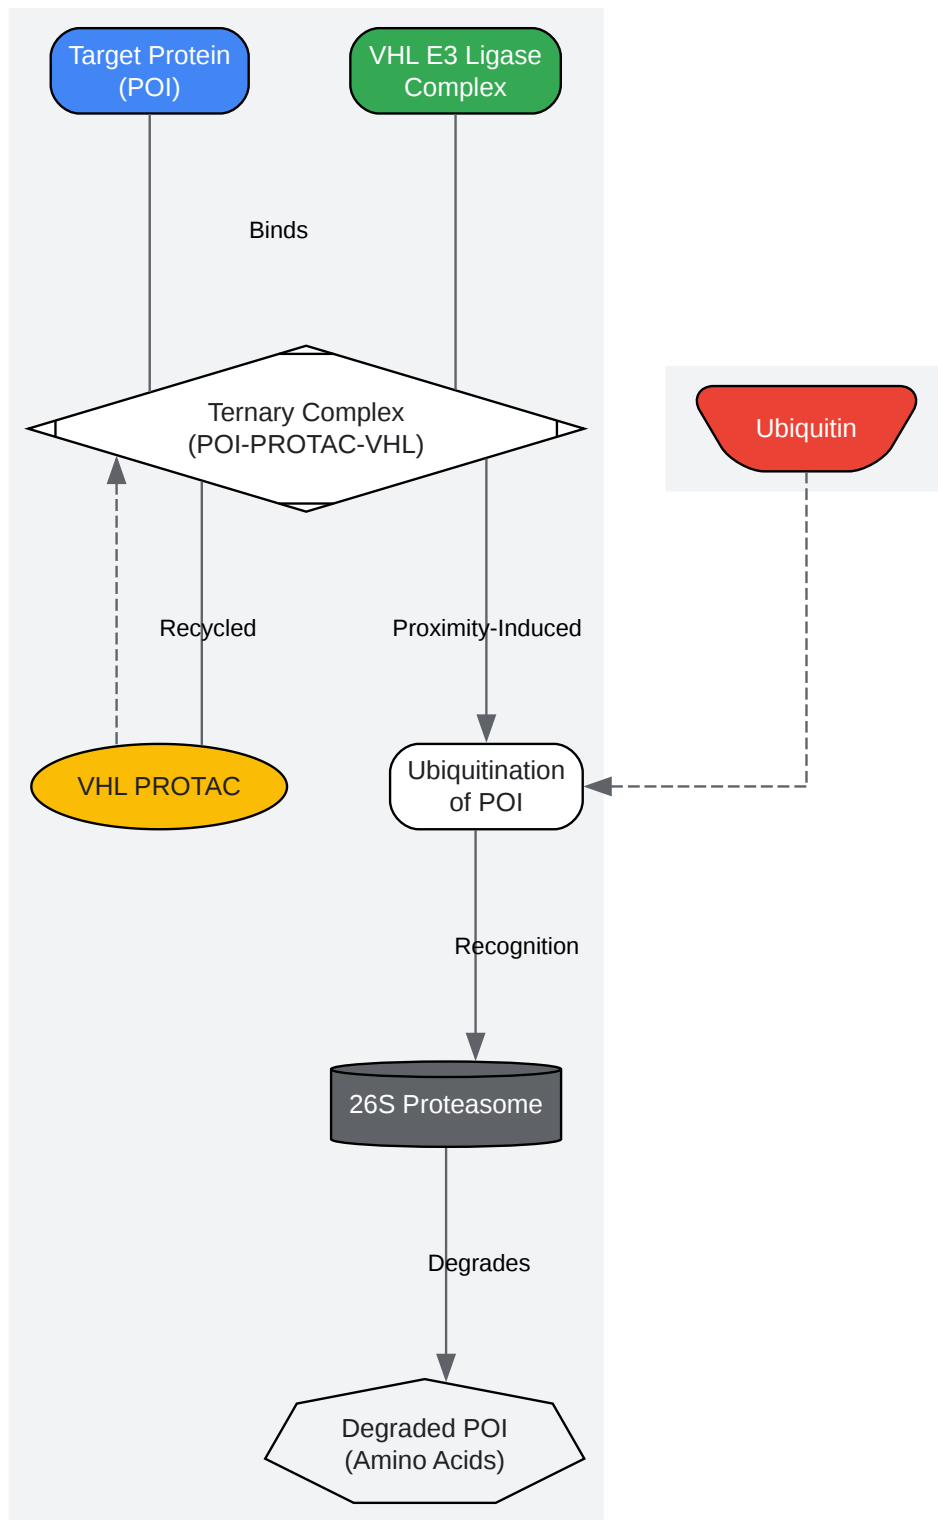 Target Protein
(POI)
VHL E3 Ligase
Complex
Binds
Ternary Complex
(POI-PROTAC-VHL)
Ubiquitin
Recycled
Proximity-Induced
VHL PROTAC
Ubiquitination
of POI
Recognition
26S Proteasome
Degrades
Degraded POI
(Amino Acids)